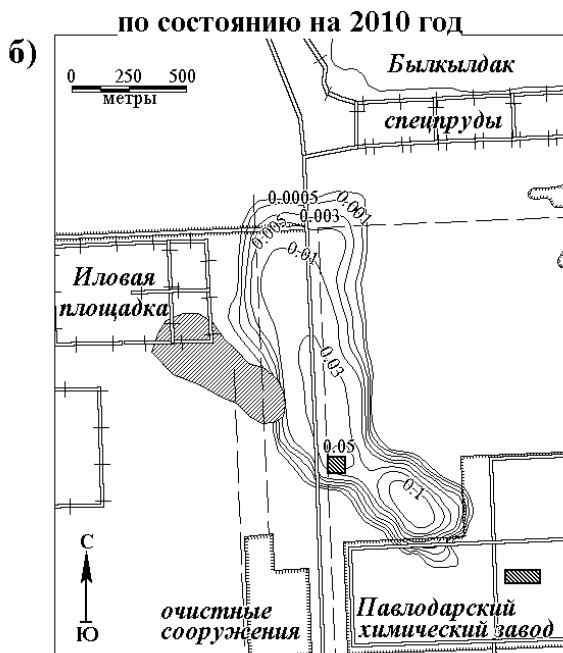 по состоянию на 2010 год
б)
0 250 500
метры
Былкылдак
спецпруды
0.0005
0.001
0.003
0.005
0.01
Иловая
площадка
0.03
0.05
0.1
С
Ю
очистные
сооружения
Павлодарский
химический завод